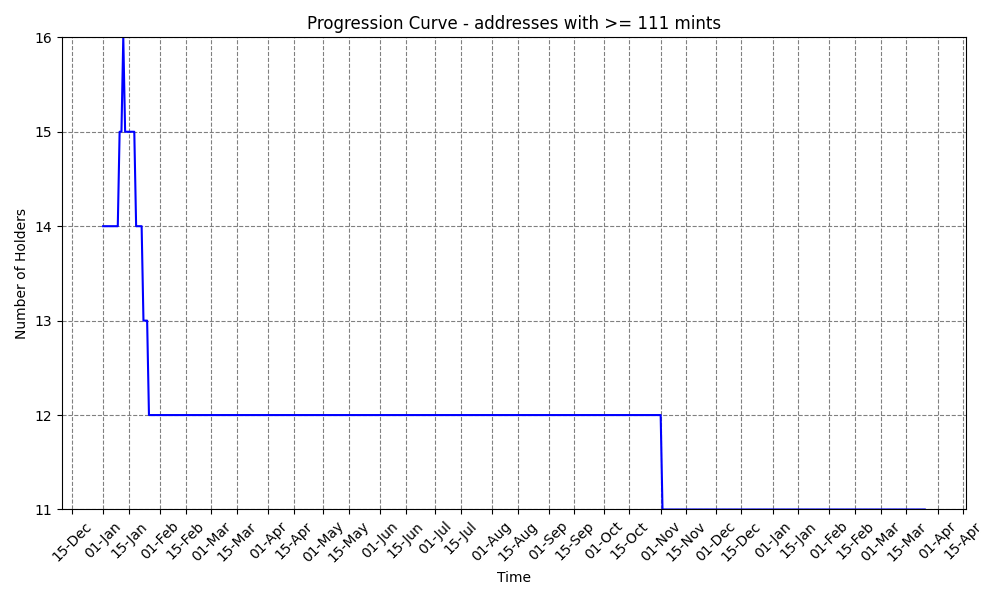 Progression Curve - addresses with >= 111 mints
Number of Holders
16
15
14
13
12
11
15-Dec
01-Jan
15-Jan
01-Feb
15-Feb
01-Mar
15-Mar
01-Apr
15-Apr
01-May
15-May
01-Jun
15-Jun
01-Jul
15-Jul
01-Aug
15-Aug
01-Sep
15-Sep
01-Oct
15-Oct
01-Nov
15-Nov
01-Dec
15-Dec
01-Jan
15-Jan
01-Feb
15-Feb
01-Mar
15-Mar
01-Apr
15-Apr
Time